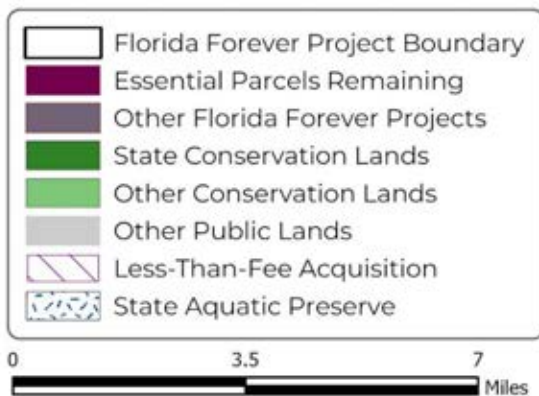 Florida Forever Project Boundary
Essential Parcels Remaining
Other Florida Forever Projects
State Conservation Lands
Other Conservation Lands
Other Public Lands
Less-Than-Fee Acquisition
State Aquatic Preserve
0 3.5 7
Miles